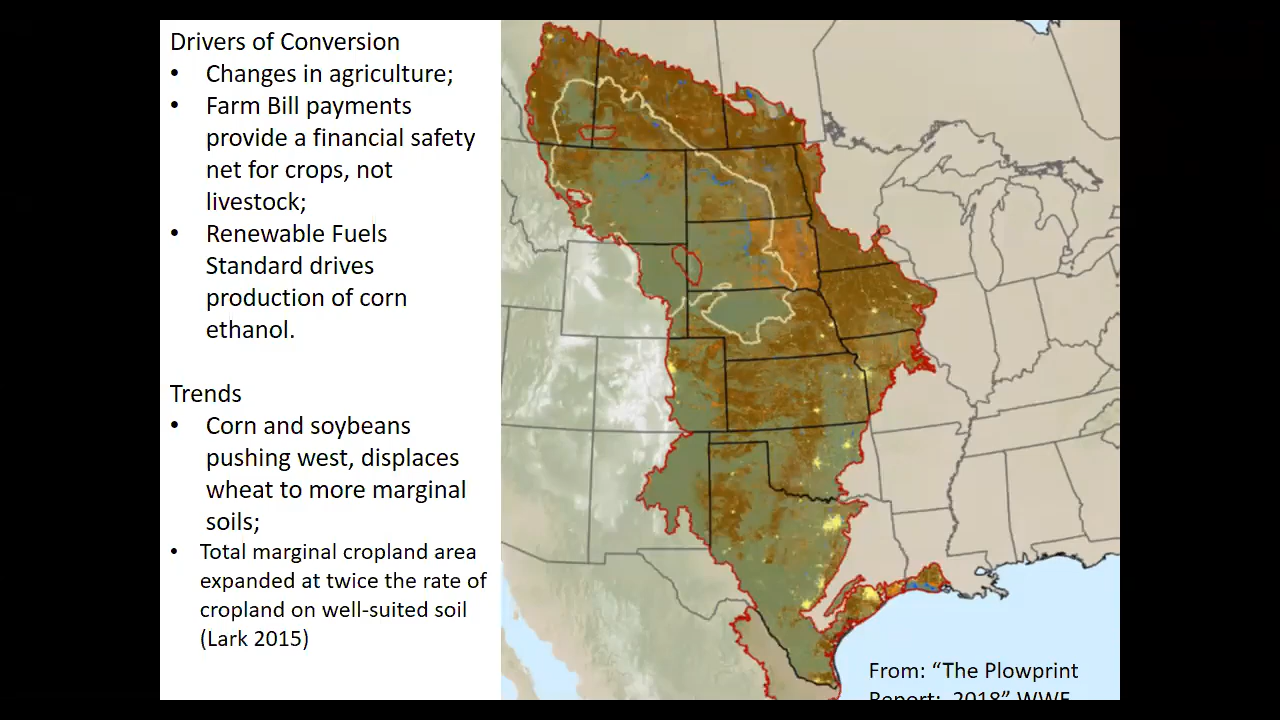 Drivers of Conversion
• Changes in agriculture;
• Farm Bill payments
provide a financial safety
net for crops, not
livestock;
• Renewable Fuels
Standard drives
production of corn
ethanol.
Trends
• Corn and soybeans
pushing west, displaces
wheat to more marginal
soils;
• Total marginal cropland area
expanded at twice the rate of
cropland on well-suited soil
(Lark 2015)
From: “The Plowprint
Report: 2018” WWF